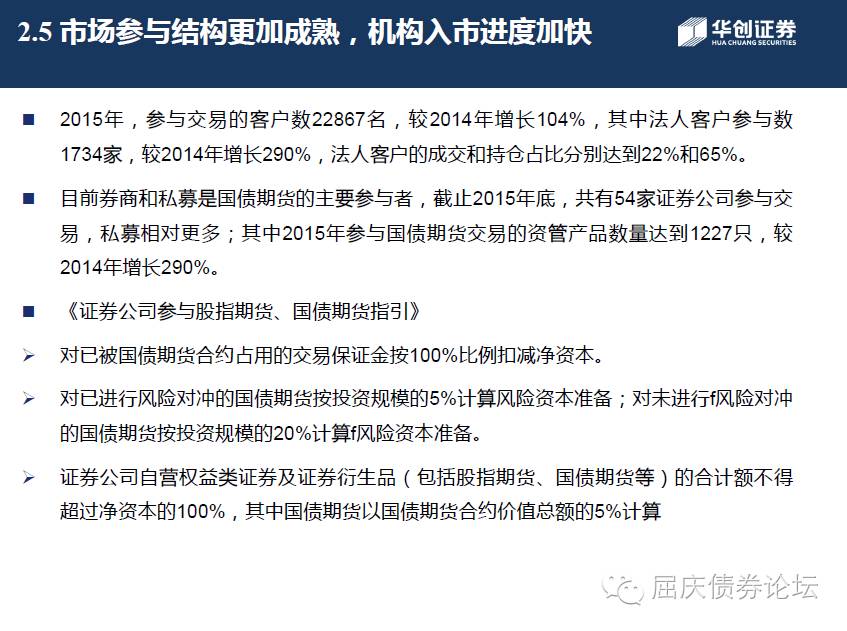 2.5 市场参与结构更加成熟，机构入市进度加快
华创证券
HUA CHUANG SECURITIES
2015年，参与交易的客户数22867名，较2014年增长104%，其中法人客户参与数
1734家，较2014年增长290%，法人客户的成交和持仓占比分别达到22%和65%。
目前券商和私募是国债期货的主要参与者，截止2015年底，共有54家证券公司参与交
易，私募相对更多；其中2015年参与国债期货交易的资管产品数量达到1227只，较
2014年增长290%。
《证券公司参与股指期货、国债期货指引》
对已被国债期货合约占用的交易保证金按100%比例扣减净资本。
对已进行风险对冲的国债期货按投资规模的5%计算风险资本准备；对未进行f风险对冲
的国债期货按投资规模的20%计算f风险资本准备。
证券公司自营权益类证券及证券衍生品（包括股指期货、国债期货等）的合计额不得
超过净资本的100%，其中国债期货以国债期货合约价值总额的5%计算
屈庆债券论坛